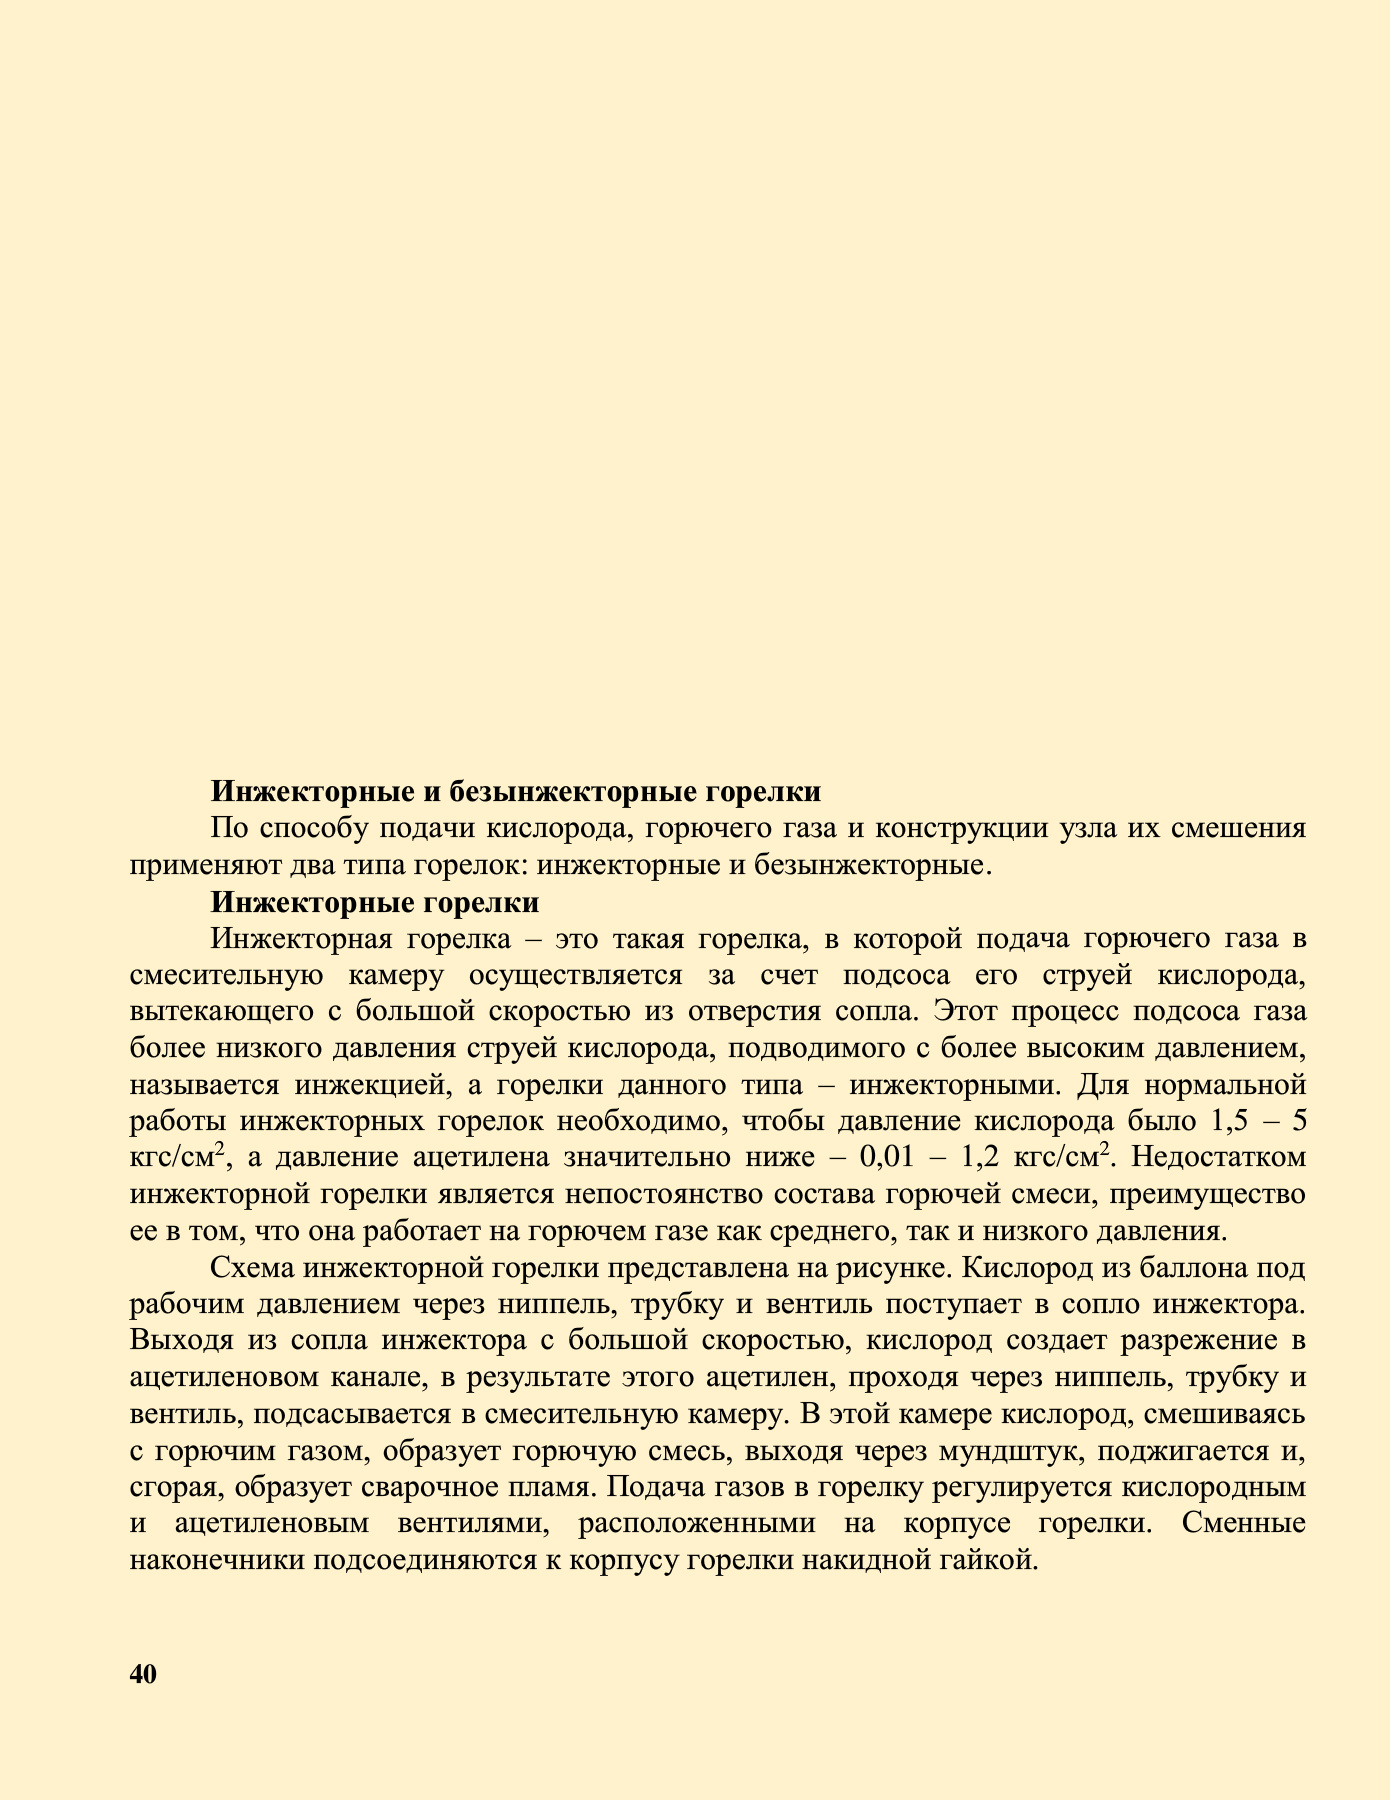 Инжекторные и безынжекторные горелки
По способу подачи кислорода, горючего газа и конструкции узла их смешения
применяют два типа горелок: инжекторные и безынжекторные.
Инжекторные горелки
Инжекторная горелка – это такая горелка, в которой подача горючего газа в
смесительную камеру осуществляется за счет подсоса его струей кислорода,
вытекающего с большой скоростью из отверстия сопла. Этот процесс подсоса газа
более низкого давления струей кислорода, подводимого с более высоким давлением,
называется инжекцией, а горелки данного типа – инжекторными. Для нормальной
работы инжекторных горелок необходимо, чтобы давление кислорода было 1,5 – 5
кгс/см², а давление ацетилена значительно ниже – 0,01 – 1,2 кгс/см². Недостатком
инжекторной горелки является непостоянство состава горючей смеси, преимущество
ее в том, что она работает на горючем газе как среднего, так и низкого давления.
Схема инжекторной горелки представлена на рисунке. Кислород из баллона под
рабочим давлением через ниппель, трубку и вентиль поступает в сопло инжектора.
Выходя из сопла инжектора с большой скоростью, кислород создает разрежение в
ацетиленовом канале, в результате этого ацетилен, проходя через ниппель, трубку и
вентиль, подсасывается в смесительную камеру. В этой камере кислород, смешиваясь
с горючим газом, образует горючую смесь, выходя через мундштук, поджигается и,
сгорая, образует сварочное пламя. Подача газов в горелку регулируется кислородным
и ацетиленовым вентилями, расположенными на корпусе горелки. Сменные
наконечники подсоединяются к корпусу горелки накидной гайкой.
40